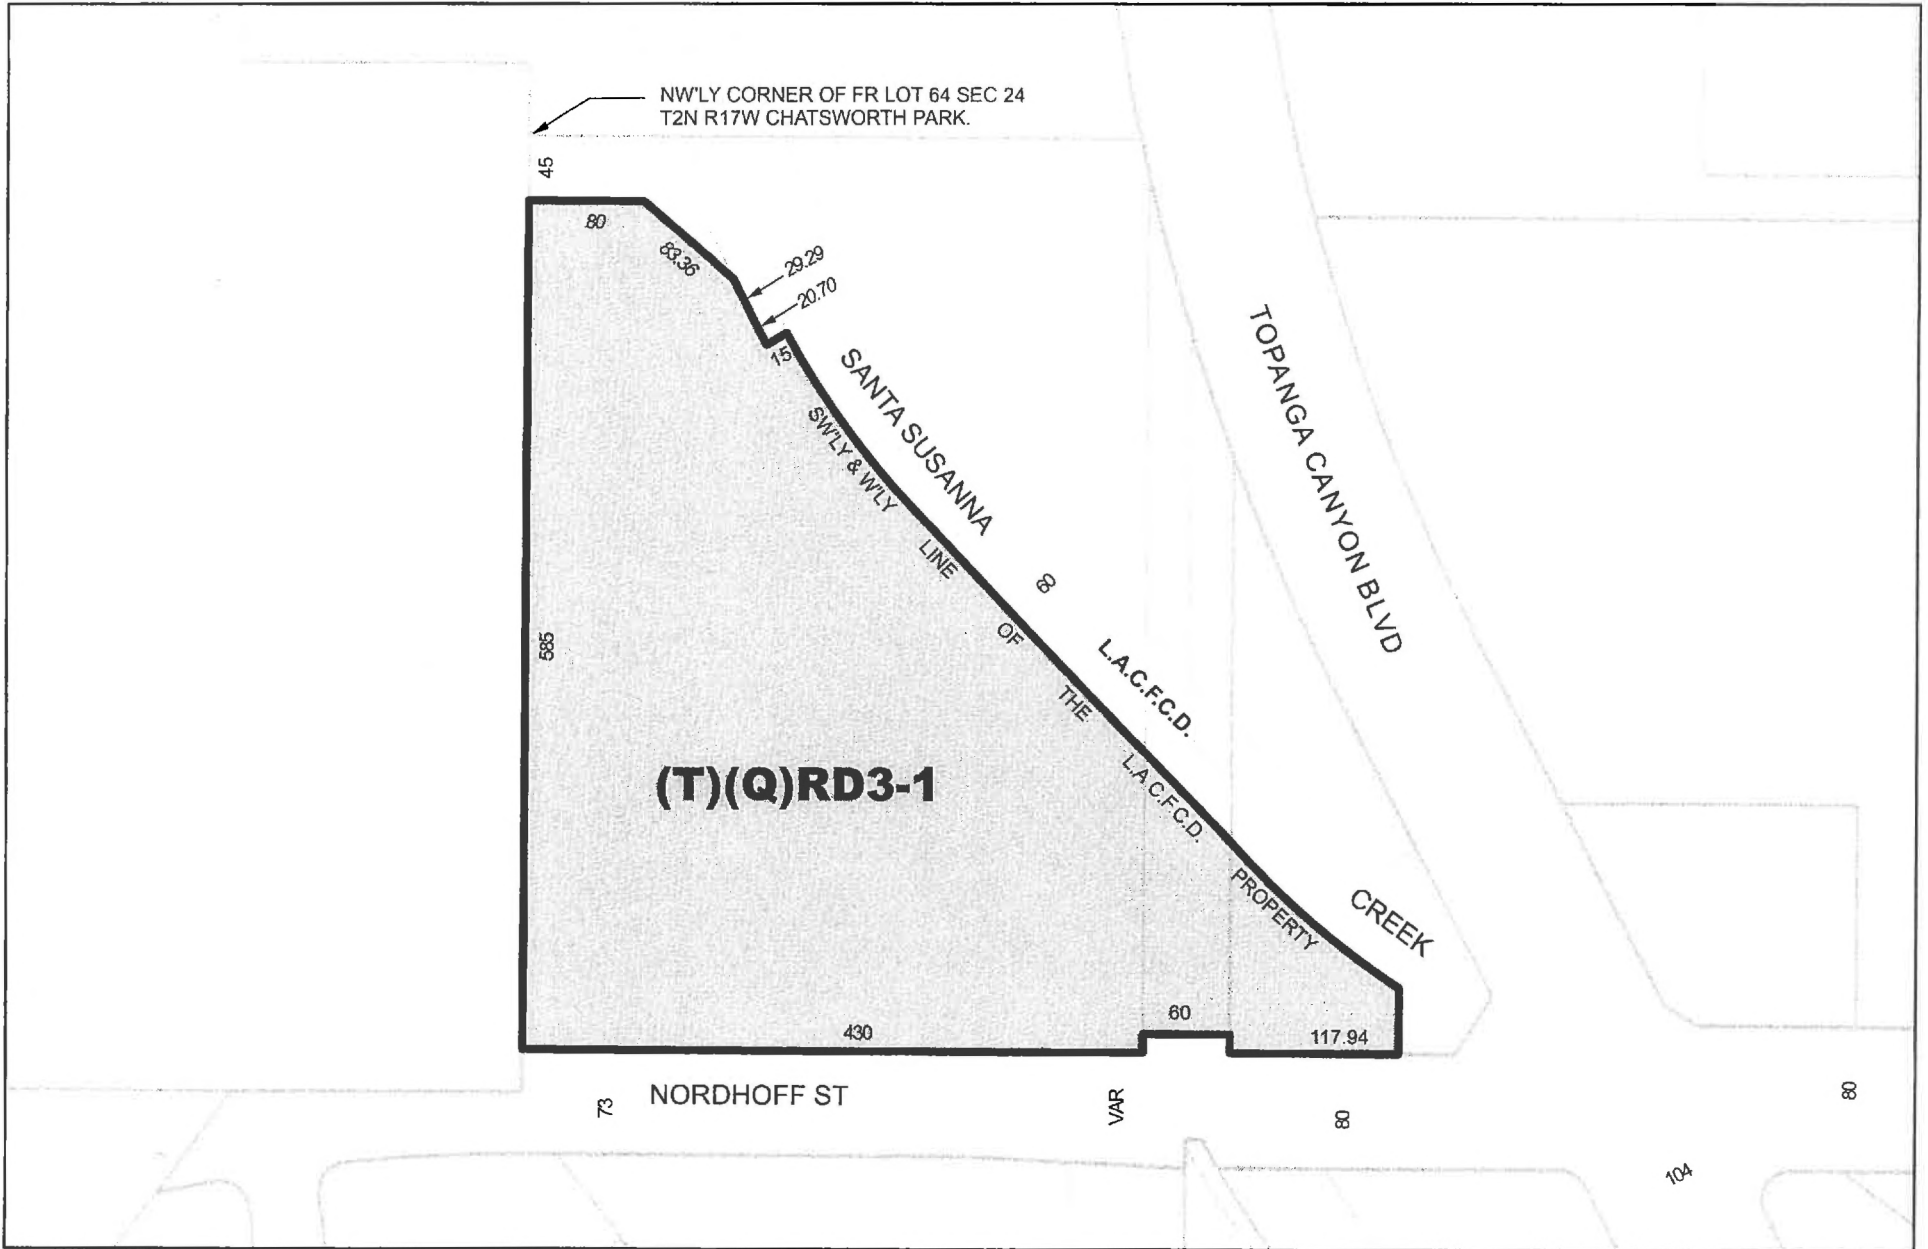 NW'LY CORNER OF FR LOT 64 SEC 24
T2N R17W CHATSWORTH PARK.
45
80
83.36
29.29
20.70
15
SANTA SUSANNA
SW'LY & W'LY
LINE
OF
THE
L.A.C.F.C.D.
PROPERTY
60
L.A.C.F.C.D.
CREEK
TOPANGA CANYON BLVD
585
(T)(Q)RD3-1
430
60
117.94
73
NORDHOFF ST
VAR
80
80
104